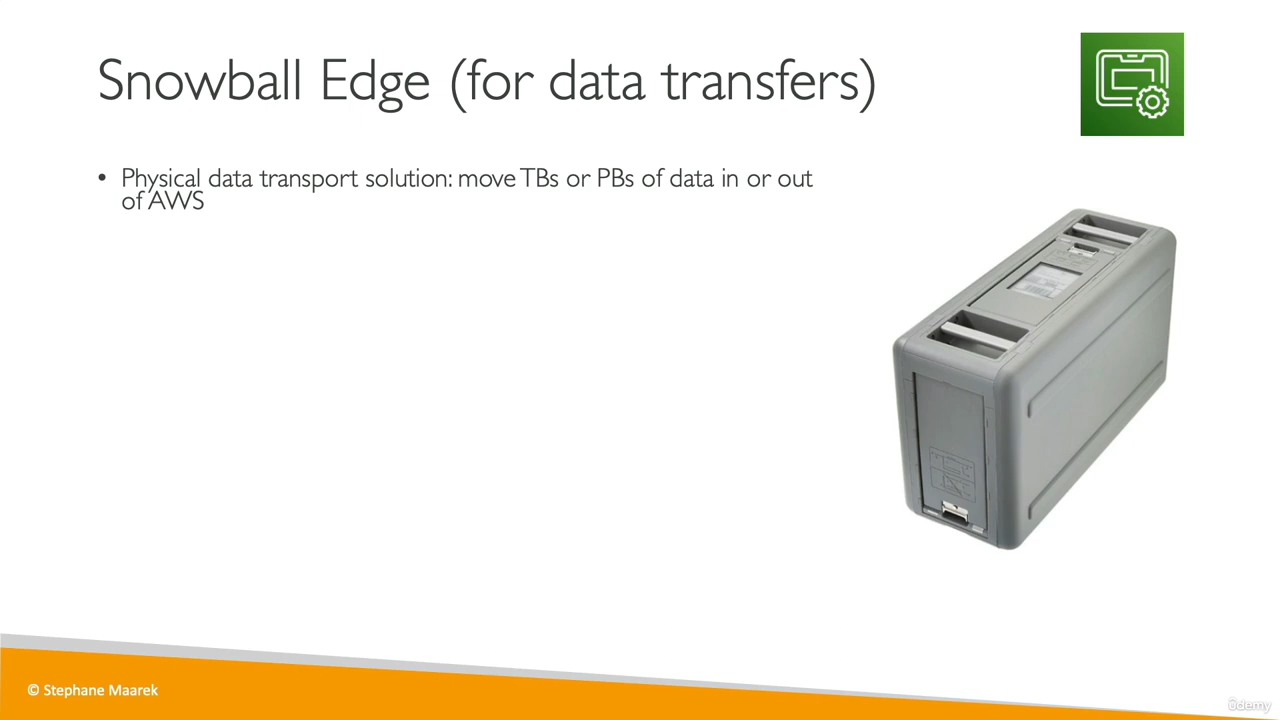 Snowball Edge (for data transfers)
• Physical data transport solution: move TBs or PBs of data in or out
of AWS
© Stephane Maarek
ûdemy